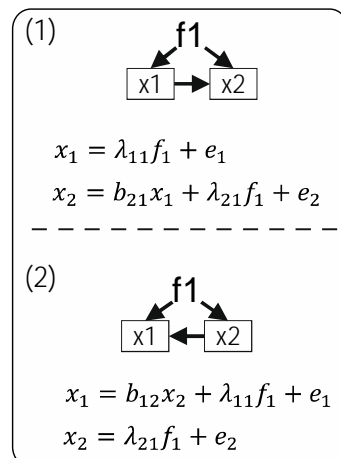 (1)
f1
x1 x2
x₁ = λ₁₁f₁ + e₁
x₂ = b₂₁x₁ + λ₂₁f₁ + e₂
(2)
f1
x1 x2
x₁ = b₁₂x₂ + λ₁₁f₁ + e₁
x₂ = λ₂₁f₁ + e₂